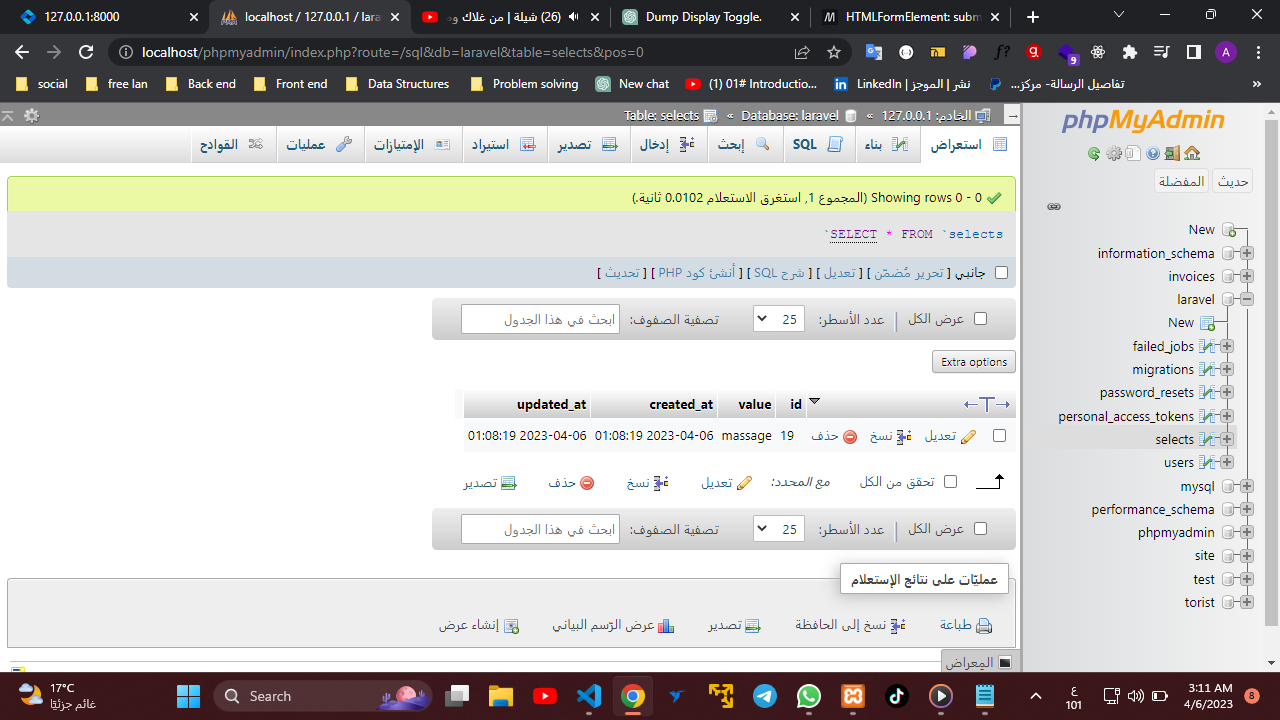 127.0.0.1:8000
localhost / 127.0.0.1 / lara
(26) شيلة | من غلاك وم
Dump Display Toggle.
HTMLFormElement: subm
localhost/phpmyadmin/index.php?route=/sql&db=laravel&table=selects&pos=0
9
A
social
free lan
Back end
Front end
Data Structures
Problem solving
New chat
(1) 01# Introductio...
LinkedIn | نشر | الموجز
تفاصيل الرسالة- مركز...
»
الخادم: 127.0.0.1 » Database: laravel » Table: selects
استعراض
بناء
SQL
إبحث
إدخال
تصدير
استيراد
الإمتيازات
عمليات
القوادح
Showing rows 0 - 0 (المجموع 1, استغرق الاستعلام 0.0102 ثانية.)
`SELECT * FROM `selects
جانبي [ تحرير مُضمّن ] [ تعديل ] [ شرح SQL ] [ أنشئ كود PHP ] [ تحديث ]
عرض الكل
عدد الأسطر: 25
تصفية الصفوف: ابحث في هذا الجدول
Extra options
id value created_at updated_at
تعديل نسخ حذف 19 massage 2023-04-06 01:08:19 2023-04-06 01:08:19
تحقق من الكل مع المحدد: تعديل نسخ حذف تصدير
عرض الكل
عدد الأسطر: 25
تصفية الصفوف: ابحث في هذا الجدول
عمليّات على نتائج الإستعلام
طباعة نسخ إلى الحافظة تصدير عرض الرّسم البياني إنشاء عرض
المِعراض
phpMyAdmin
حديث المفضلة
New
information_schema
invoices
laravel
New
failed_jobs
migrations
password_resets
personal_access_tokens
selects
users
mysql
performance_schema
phpmyadmin
site
test
torist
17°C
غائم جزئيًا
Search
ع
101
3:11 AM
4/6/2023
8